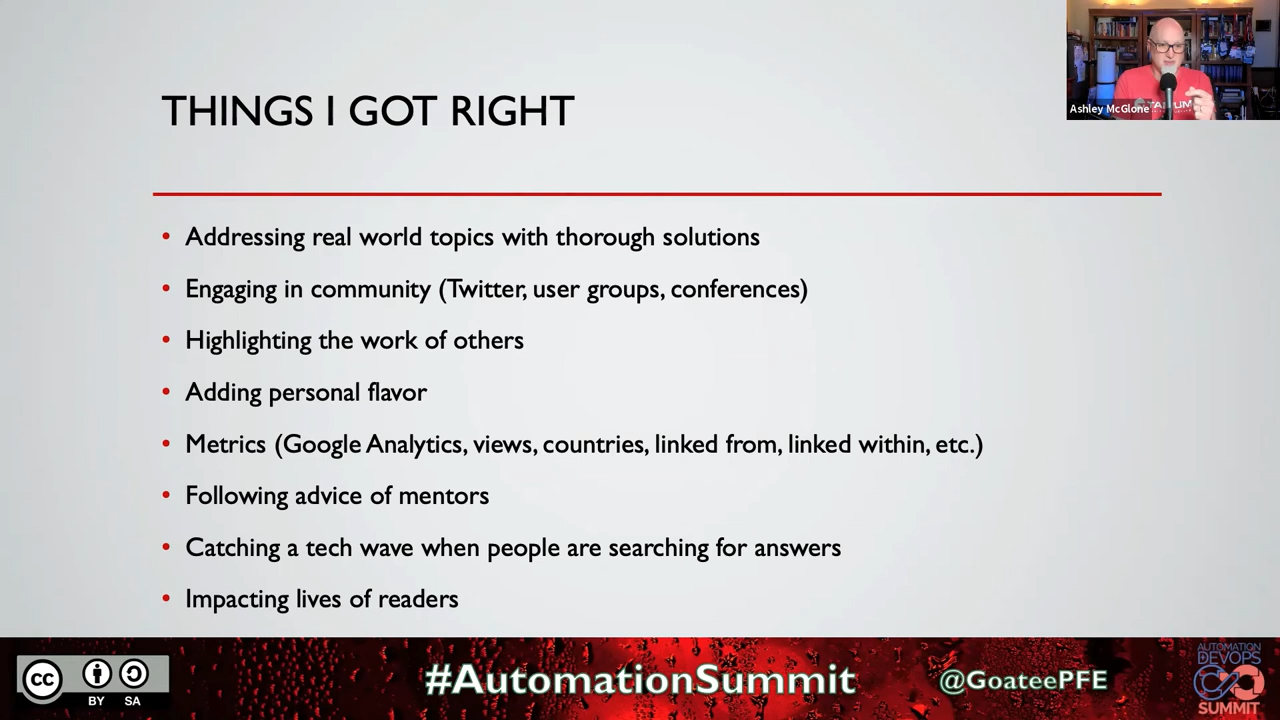 THINGS I GOT RIGHT
Ashley McGlone
• Addressing real world topics with thorough solutions
• Engaging in community (Twitter, user groups, conferences)
• Highlighting the work of others
• Adding personal flavor
• Metrics (Google Analytics, views, countries, linked from, linked within, etc.)
• Following advice of mentors
• Catching a tech wave when people are searching for answers
• Impacting lives of readers
cc
BY SA
#AutomationSummit
@GoateePFE
AUTOMATION
DEVOPS
SUMMIT